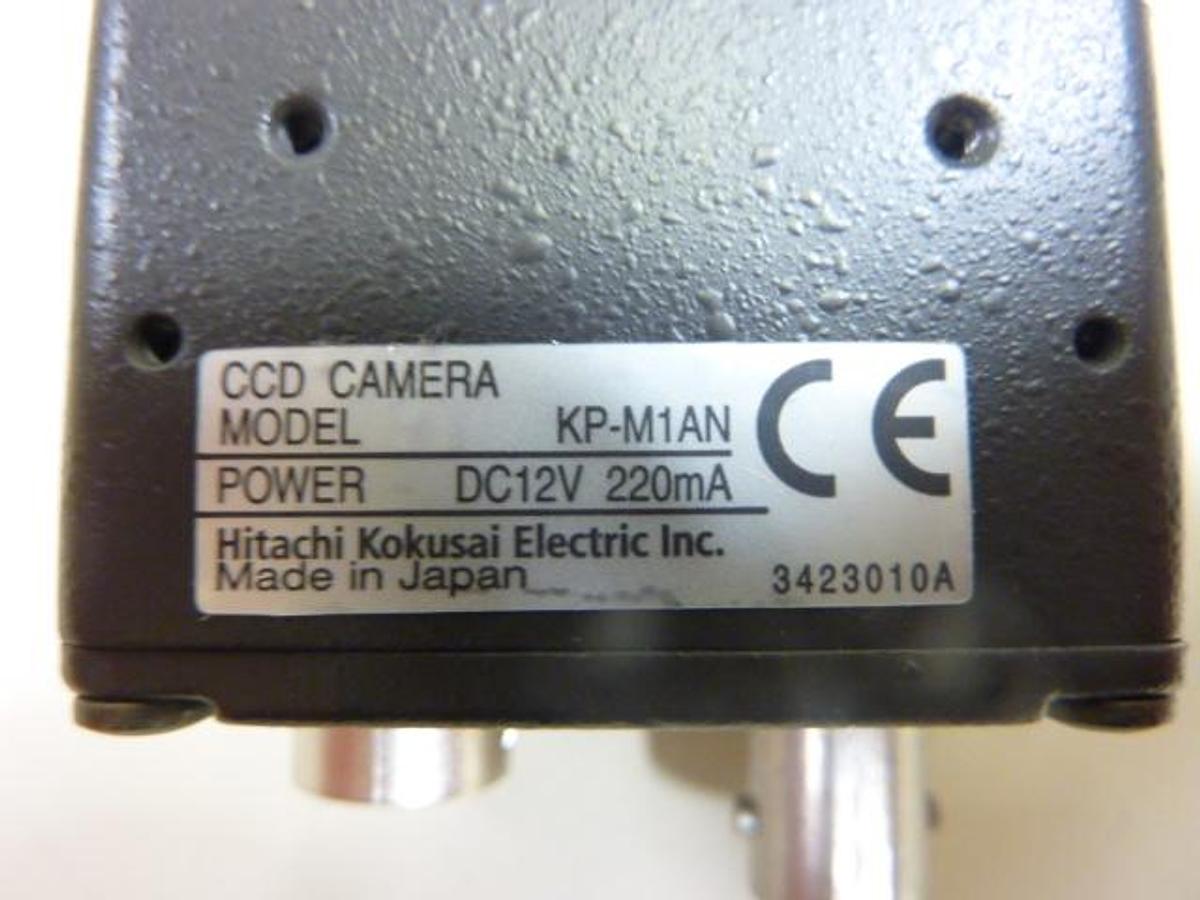 CCD CAMERA
MODEL KP-M1AN
POWER DC12V 220mA
CE
Hitachi Kokusai Electric Inc.
Made in Japan
3423010A